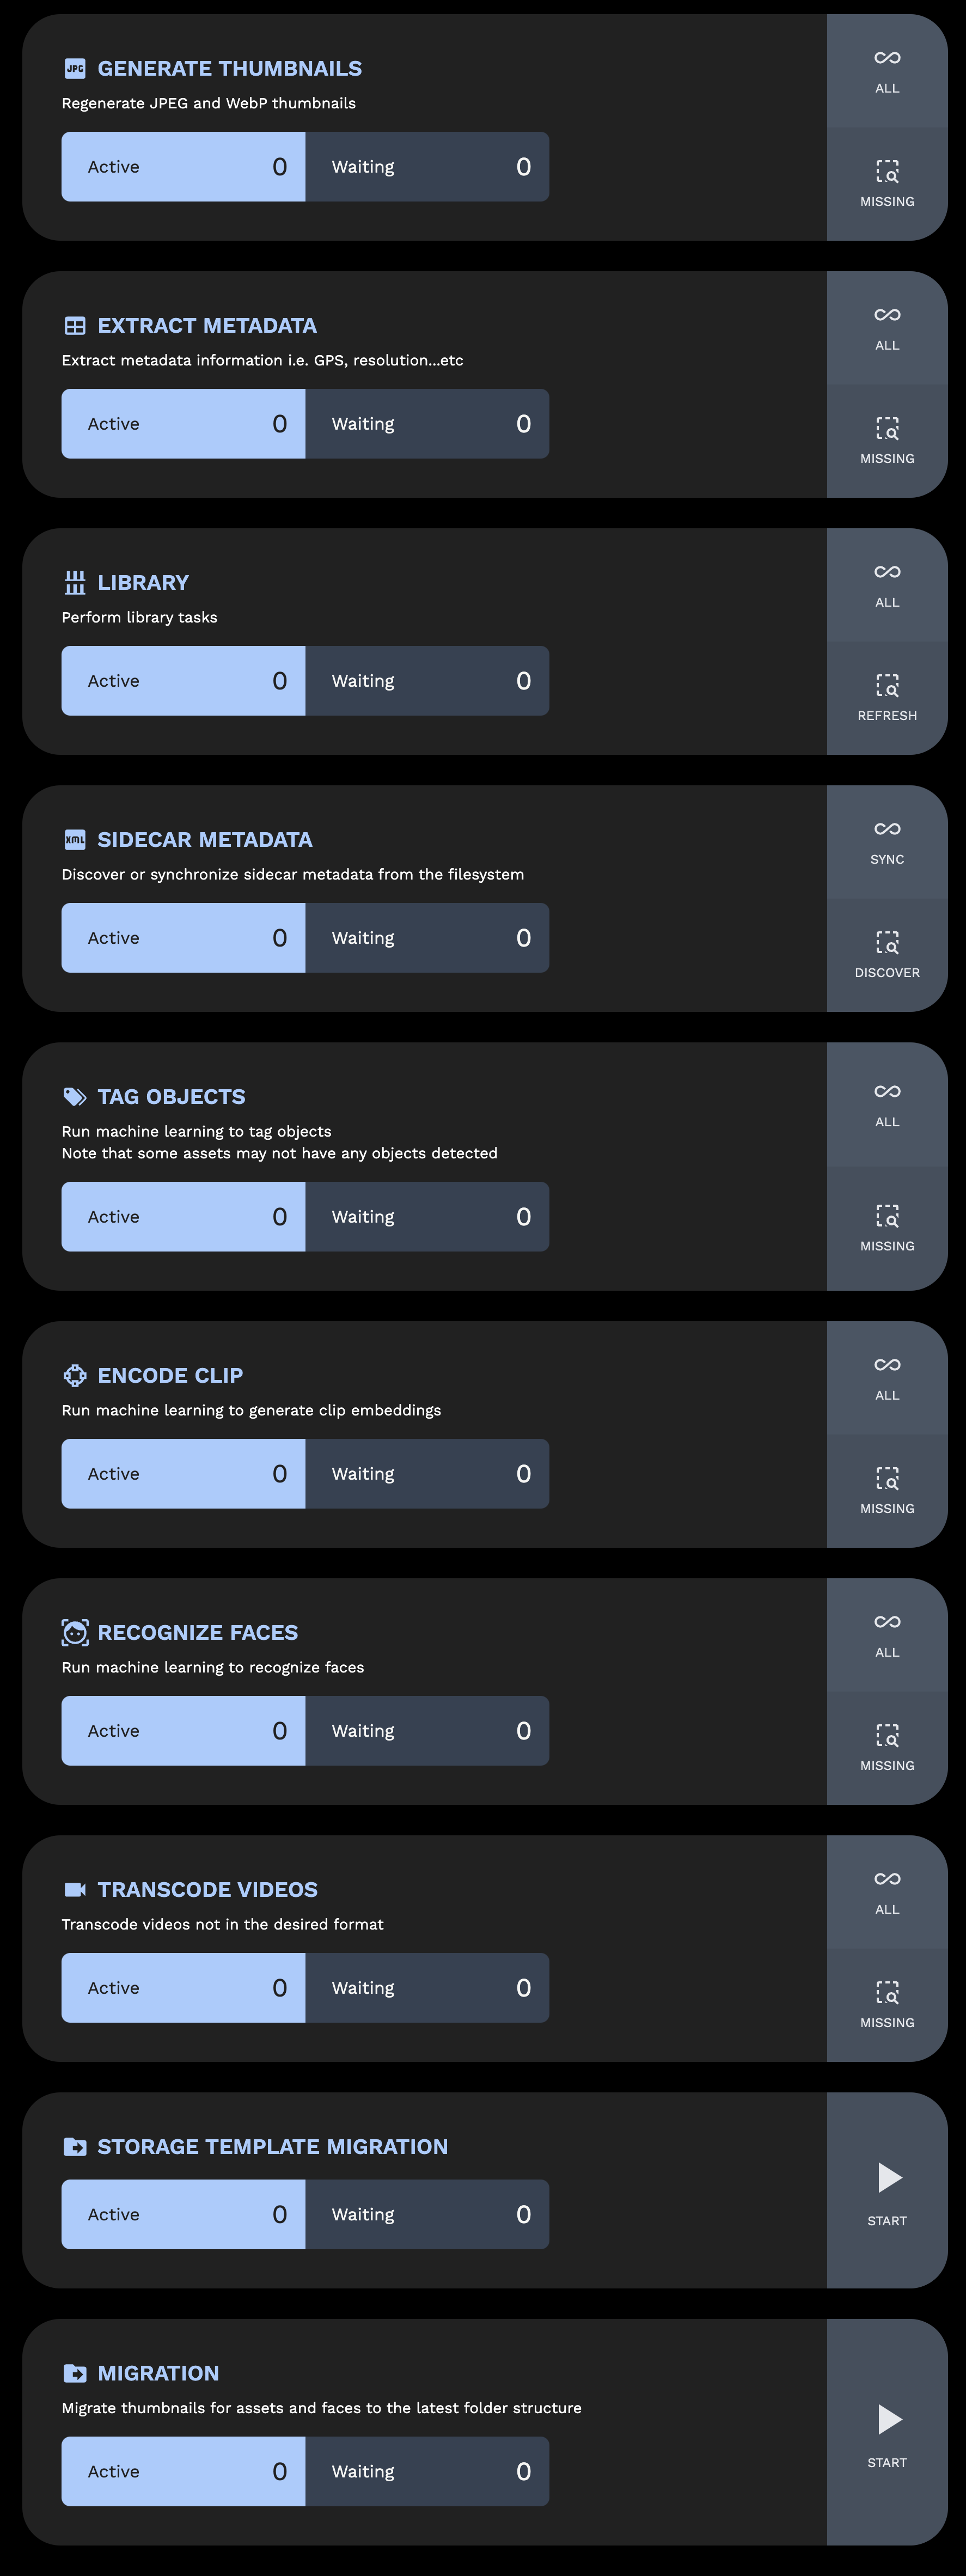 JPG GENERATE THUMBNAILS
Regenerate JPEG and WebP thumbnails
Active 0 Waiting 0
ALL
MISSING
EXTRACT METADATA
Extract metadata information i.e. GPS, resolution...etc
Active 0 Waiting 0
ALL
MISSING
LIBRARY
Perform library tasks
Active 0 Waiting 0
ALL
REFRESH
XML SIDECAR METADATA
Discover or synchronize sidecar metadata from the filesystem
Active 0 Waiting 0
SYNC
DISCOVER
TAG OBJECTS
Run machine learning to tag objects
Note that some assets may not have any objects detected
Active 0 Waiting 0
ALL
MISSING
ENCODE CLIP
Run machine learning to generate clip embeddings
Active 0 Waiting 0
ALL
MISSING
RECOGNIZE FACES
Run machine learning to recognize faces
Active 0 Waiting 0
ALL
MISSING
TRANSCODE VIDEOS
Transcode videos not in the desired format
Active 0 Waiting 0
ALL
MISSING
STORAGE TEMPLATE MIGRATION
Active 0 Waiting 0
START
MIGRATION
Migrate thumbnails for assets and faces to the latest folder structure
Active 0 Waiting 0
START